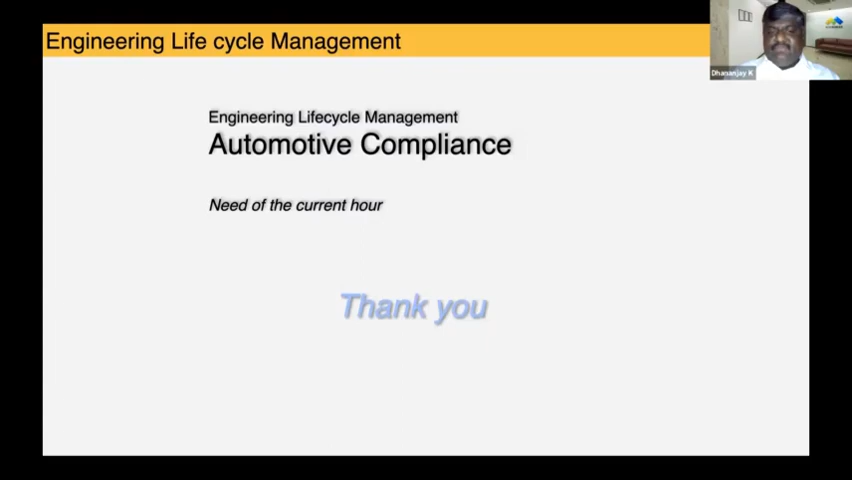 Engineering Life cycle Management
Dhananjay K
Engineering Lifecycle Management
Automotive Compliance
Need of the current hour
Thank you